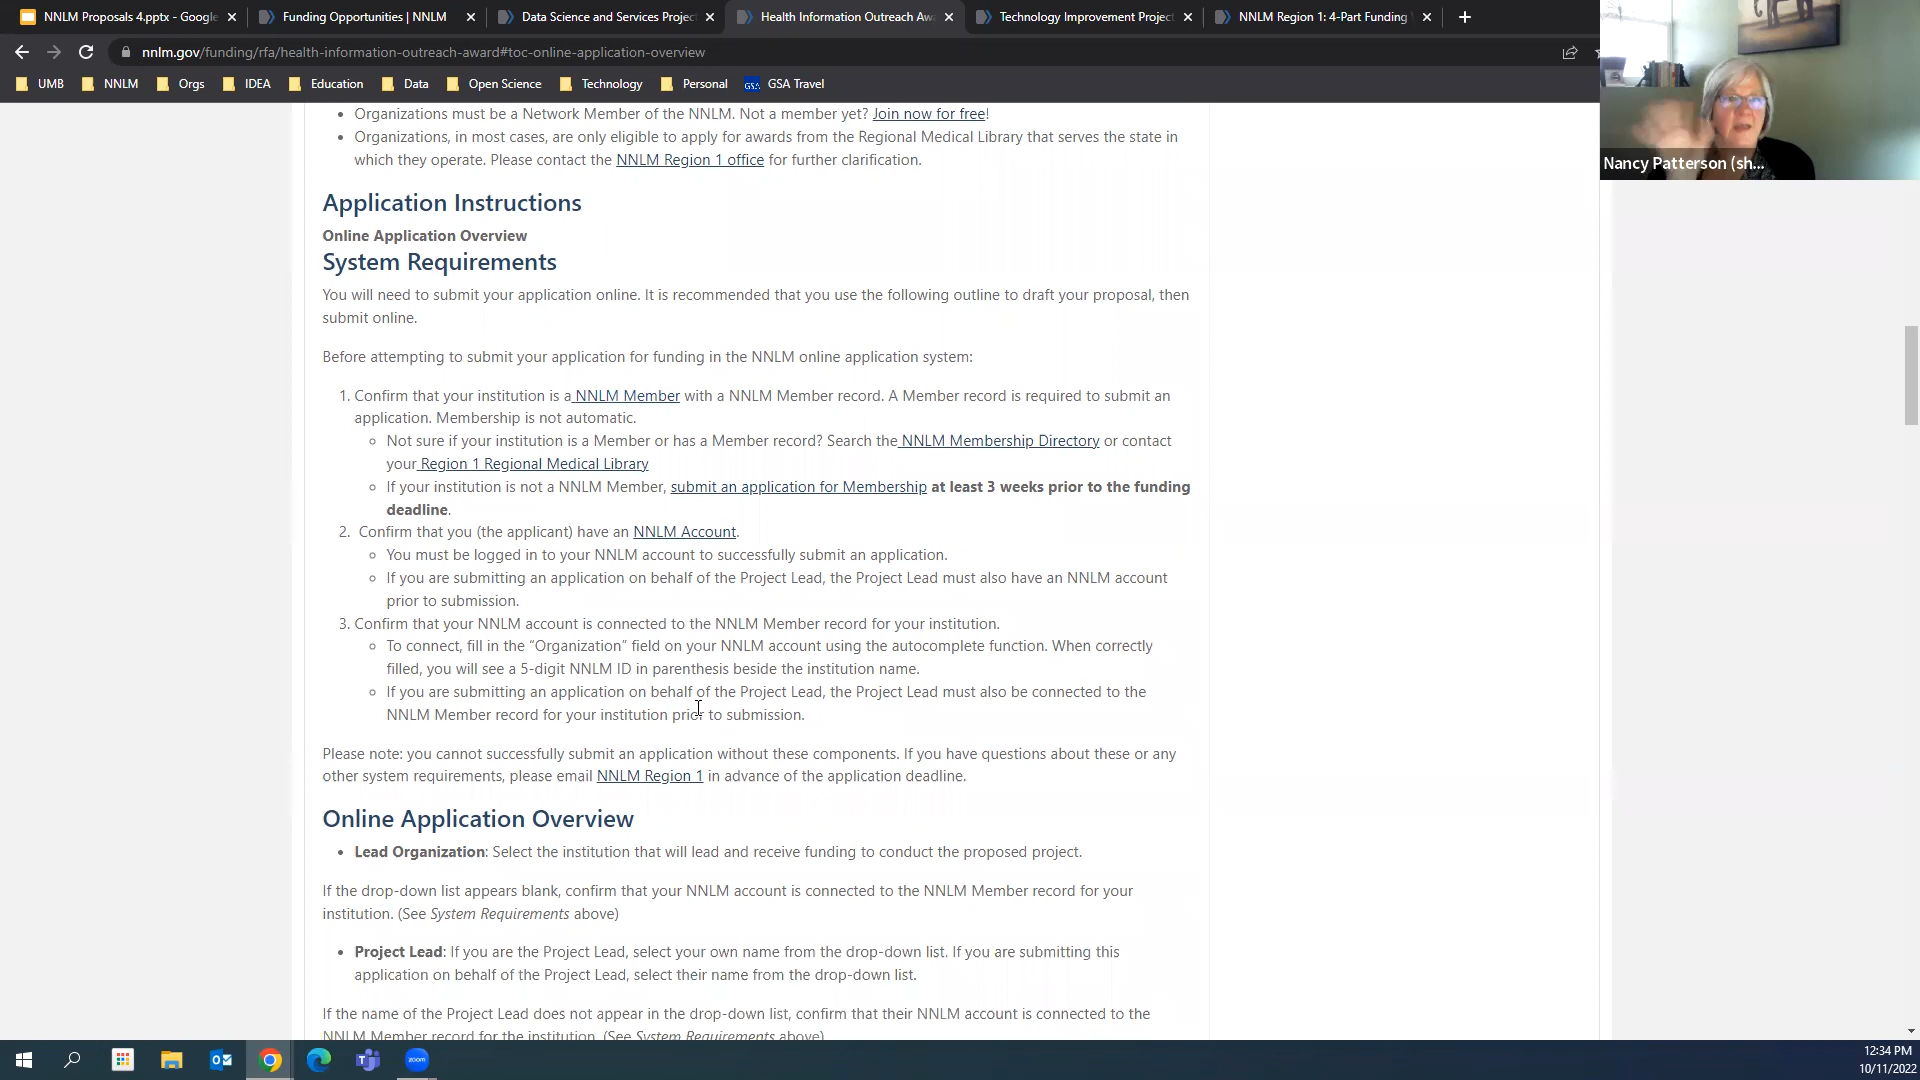 NNLM Proposals 4.pptx - Google
Funding Opportunities | NNLM
Data Science and Services Projec
Health Information Outreach Aw
Technology Improvement Project
NNLM Region 1: 4-Part Funding
nnlm.gov/funding/rfa/health-information-outreach-award#toc-online-application-overview
UMB NNLM Orgs IDEA Education Data Open Science Technology Personal GSA GSA Travel
Nancy Patterson (sh...
• Organizations must be a Network Member of the NNLM. Not a member yet? Join now for free!
• Organizations, in most cases, are only eligible to apply for awards from the Regional Medical Library that serves the state in
which they operate. Please contact the NNLM Region 1 office for further clarification.
Application Instructions
Online Application Overview
System Requirements
You will need to submit your application online. It is recommended that you use the following outline to draft your proposal, then
submit online.
Before attempting to submit your application for funding in the NNLM online application system:
1. Confirm that your institution is a NNLM Member with a NNLM Member record. A Member record is required to submit an
application. Membership is not automatic.
○ Not sure if your institution is a Member or has a Member record? Search the NNLM Membership Directory or contact
your Region 1 Regional Medical Library
○ If your institution is not a NNLM Member, submit an application for Membership at least 3 weeks prior to the funding
deadline.
2. Confirm that you (the applicant) have an NNLM Account.
○ You must be logged in to your NNLM account to successfully submit an application.
○ If you are submitting an application on behalf of the Project Lead, the Project Lead must also have an NNLM account
prior to submission.
3. Confirm that your NNLM account is connected to the NNLM Member record for your institution.
○ To connect, fill in the “Organization” field on your NNLM account using the autocomplete function. When correctly
filled, you will see a 5-digit NNLM ID in parenthesis beside the institution name.
○ If you are submitting an application on behalf of the Project Lead, the Project Lead must also be connected to the
NNLM Member record for your institution prior to submission.
Please note: you cannot successfully submit an application without these components. If you have questions about these or any
other system requirements, please email NNLM Region 1 in advance of the application deadline.
Online Application Overview
• Lead Organization: Select the institution that will lead and receive funding to conduct the proposed project.
If the drop-down list appears blank, confirm that your NNLM account is connected to the NNLM Member record for your
institution. (See System Requirements above)
• Project Lead: If you are the Project Lead, select your own name from the drop-down list. If you are submitting this
application on behalf of the Project Lead, select their name from the drop-down list.
If the name of the Project Lead does not appear in the drop-down list, confirm that their NNLM account is connected to the
NNLM Member record for the institution. (See System Requirements above)
zoom
12:34 PM
10/11/2022